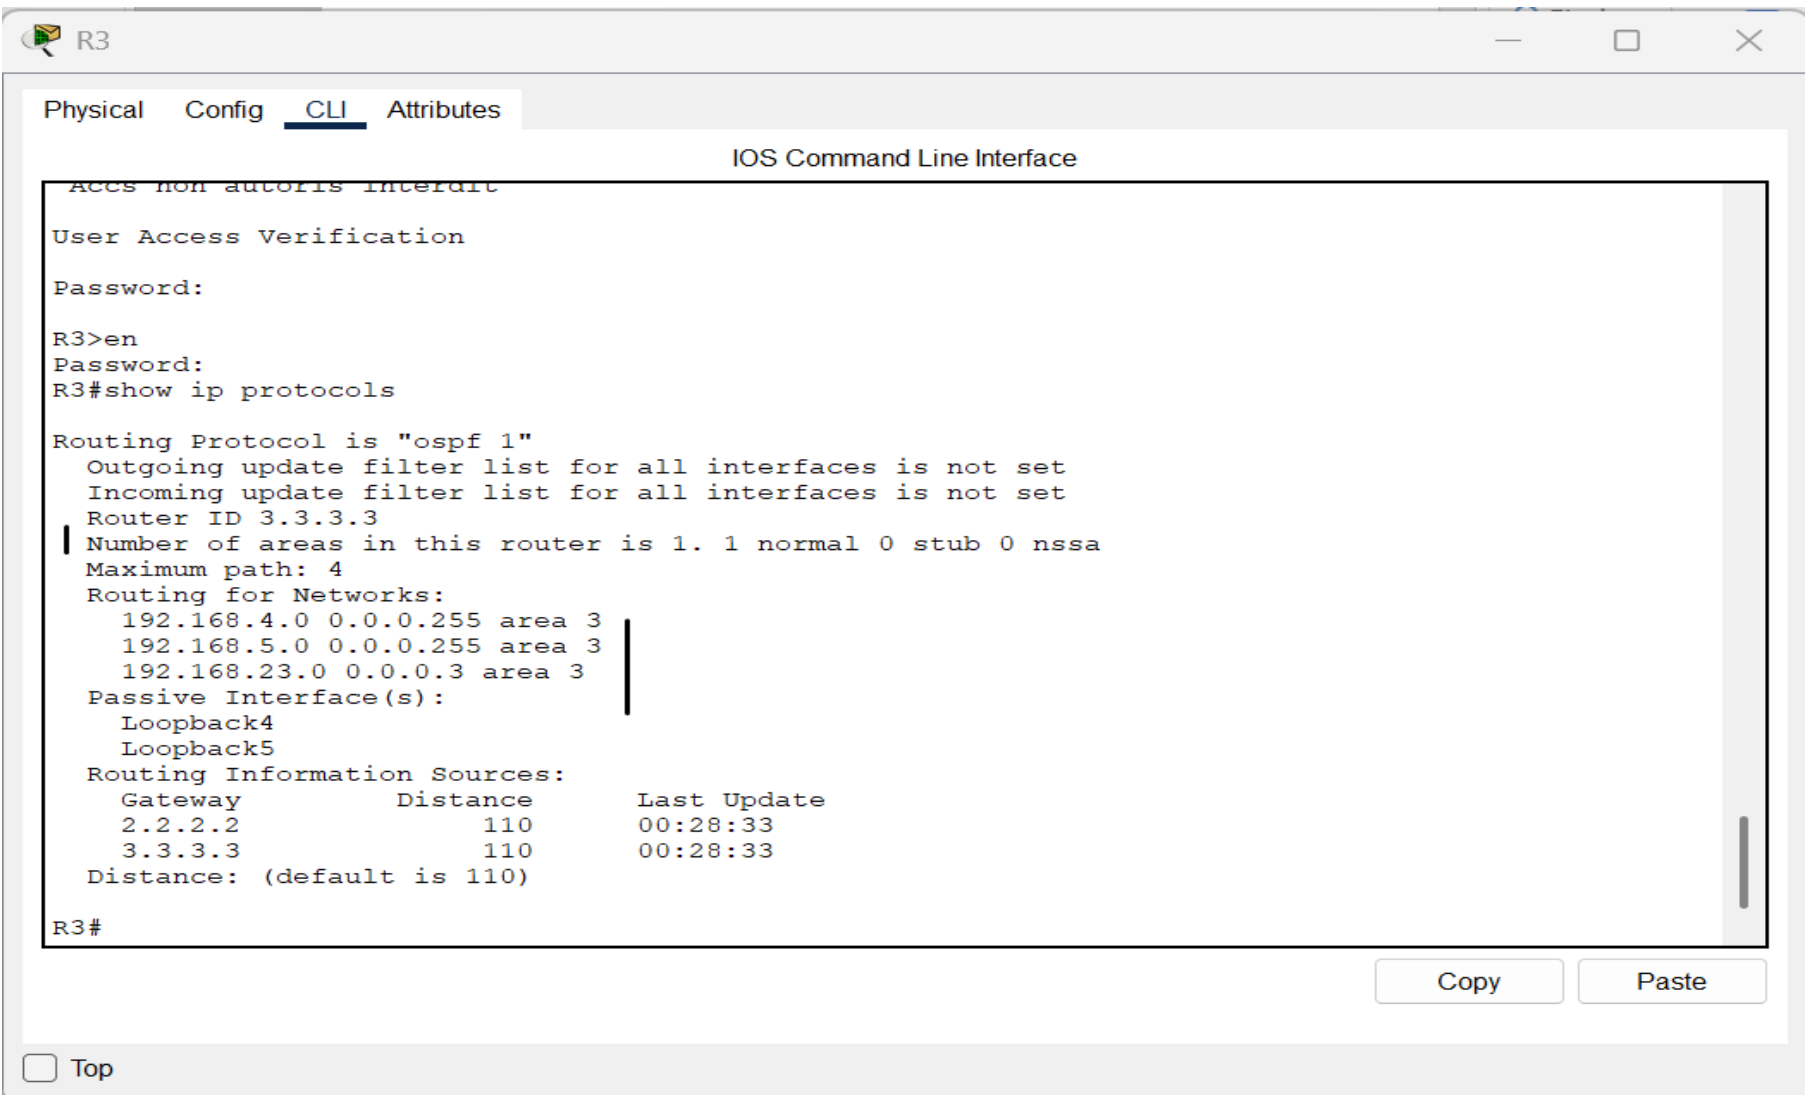 R3
Physical Config CLI Attributes
IOS Command Line Interface
Accs non autoris interdit
User Access Verification
Password:
R3>en
Password:
R3#show ip protocols
Routing Protocol is "ospf 1"
Outgoing update filter list for all interfaces is not set
Incoming update filter list for all interfaces is not set
Router ID 3.3.3.3
Number of areas in this router is 1. 1 normal 0 stub 0 nssa
Maximum path: 4
Routing for Networks:
192.168.4.0 0.0.0.255 area 3
192.168.5.0 0.0.0.255 area 3
192.168.23.0 0.0.0.3 area 3
Passive Interface(s):
Loopback4
Loopback5
Routing Information Sources:
Gateway Distance Last Update
2.2.2.2 110 00:28:33
3.3.3.3 110 00:28:33
Distance: (default is 110)
R3#
Copy Paste
Top